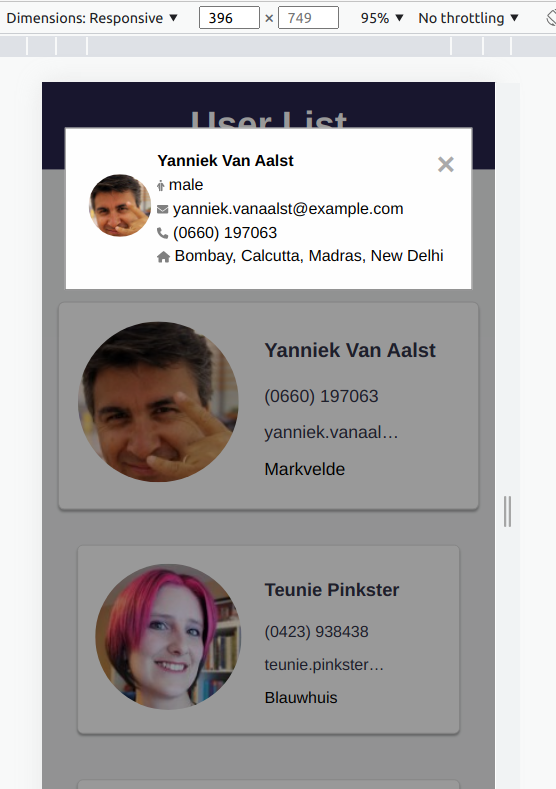 Dimensions: Responsive ▼ 396 × 749 95% ▼ No throttling ▼
User List
Yanniek Van Aalst
male
yanniek.vanaalst@example.com
(0660) 197063
Bombay, Calcutta, Madras, New Delhi
Yanniek Van Aalst
(0660) 197063
yanniek.vanaal...
Markvelde
Teunie Pinkster
(0423) 938438
teunie.pinkster...
Blauwhuis